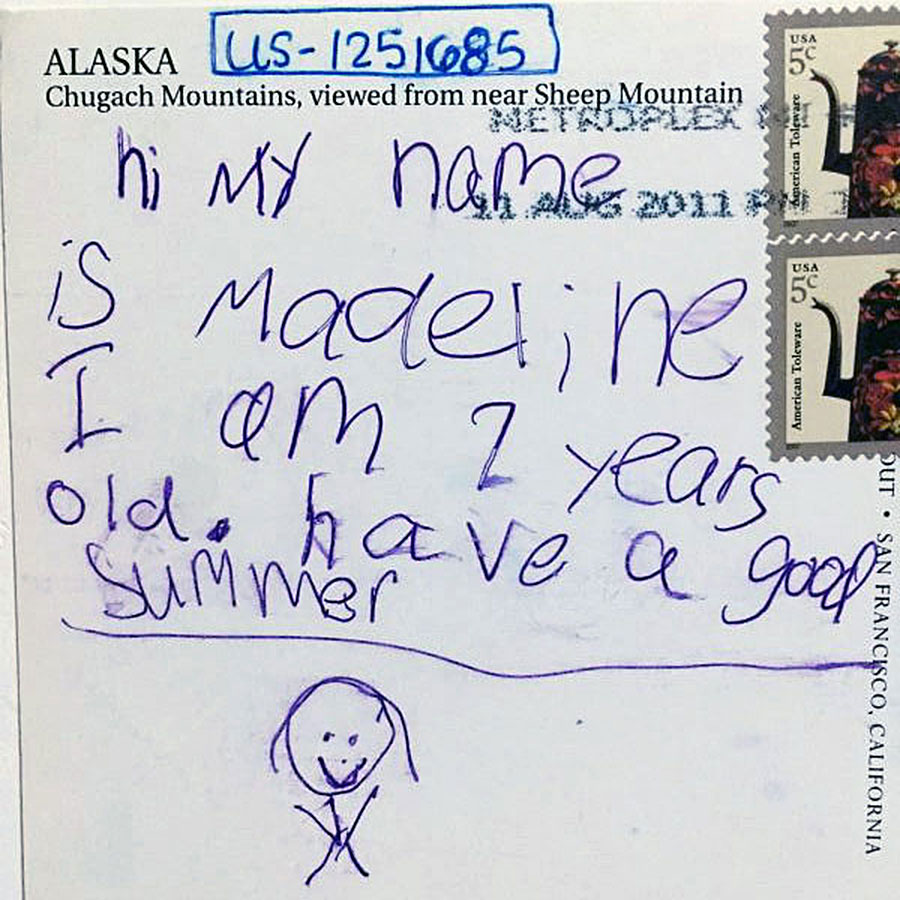 ALASKA US-1251685
Chugach Mountains, viewed from near Sheep Mountain
METROPLEX
11 AUG 2011 PM
hi MY name
is Madeline
I am 7 years
old. have a good
summer
USA
5c
American Toleware
USA
5c
American Toleware
OUT • SAN FRANCISCO, CALIFORNIA